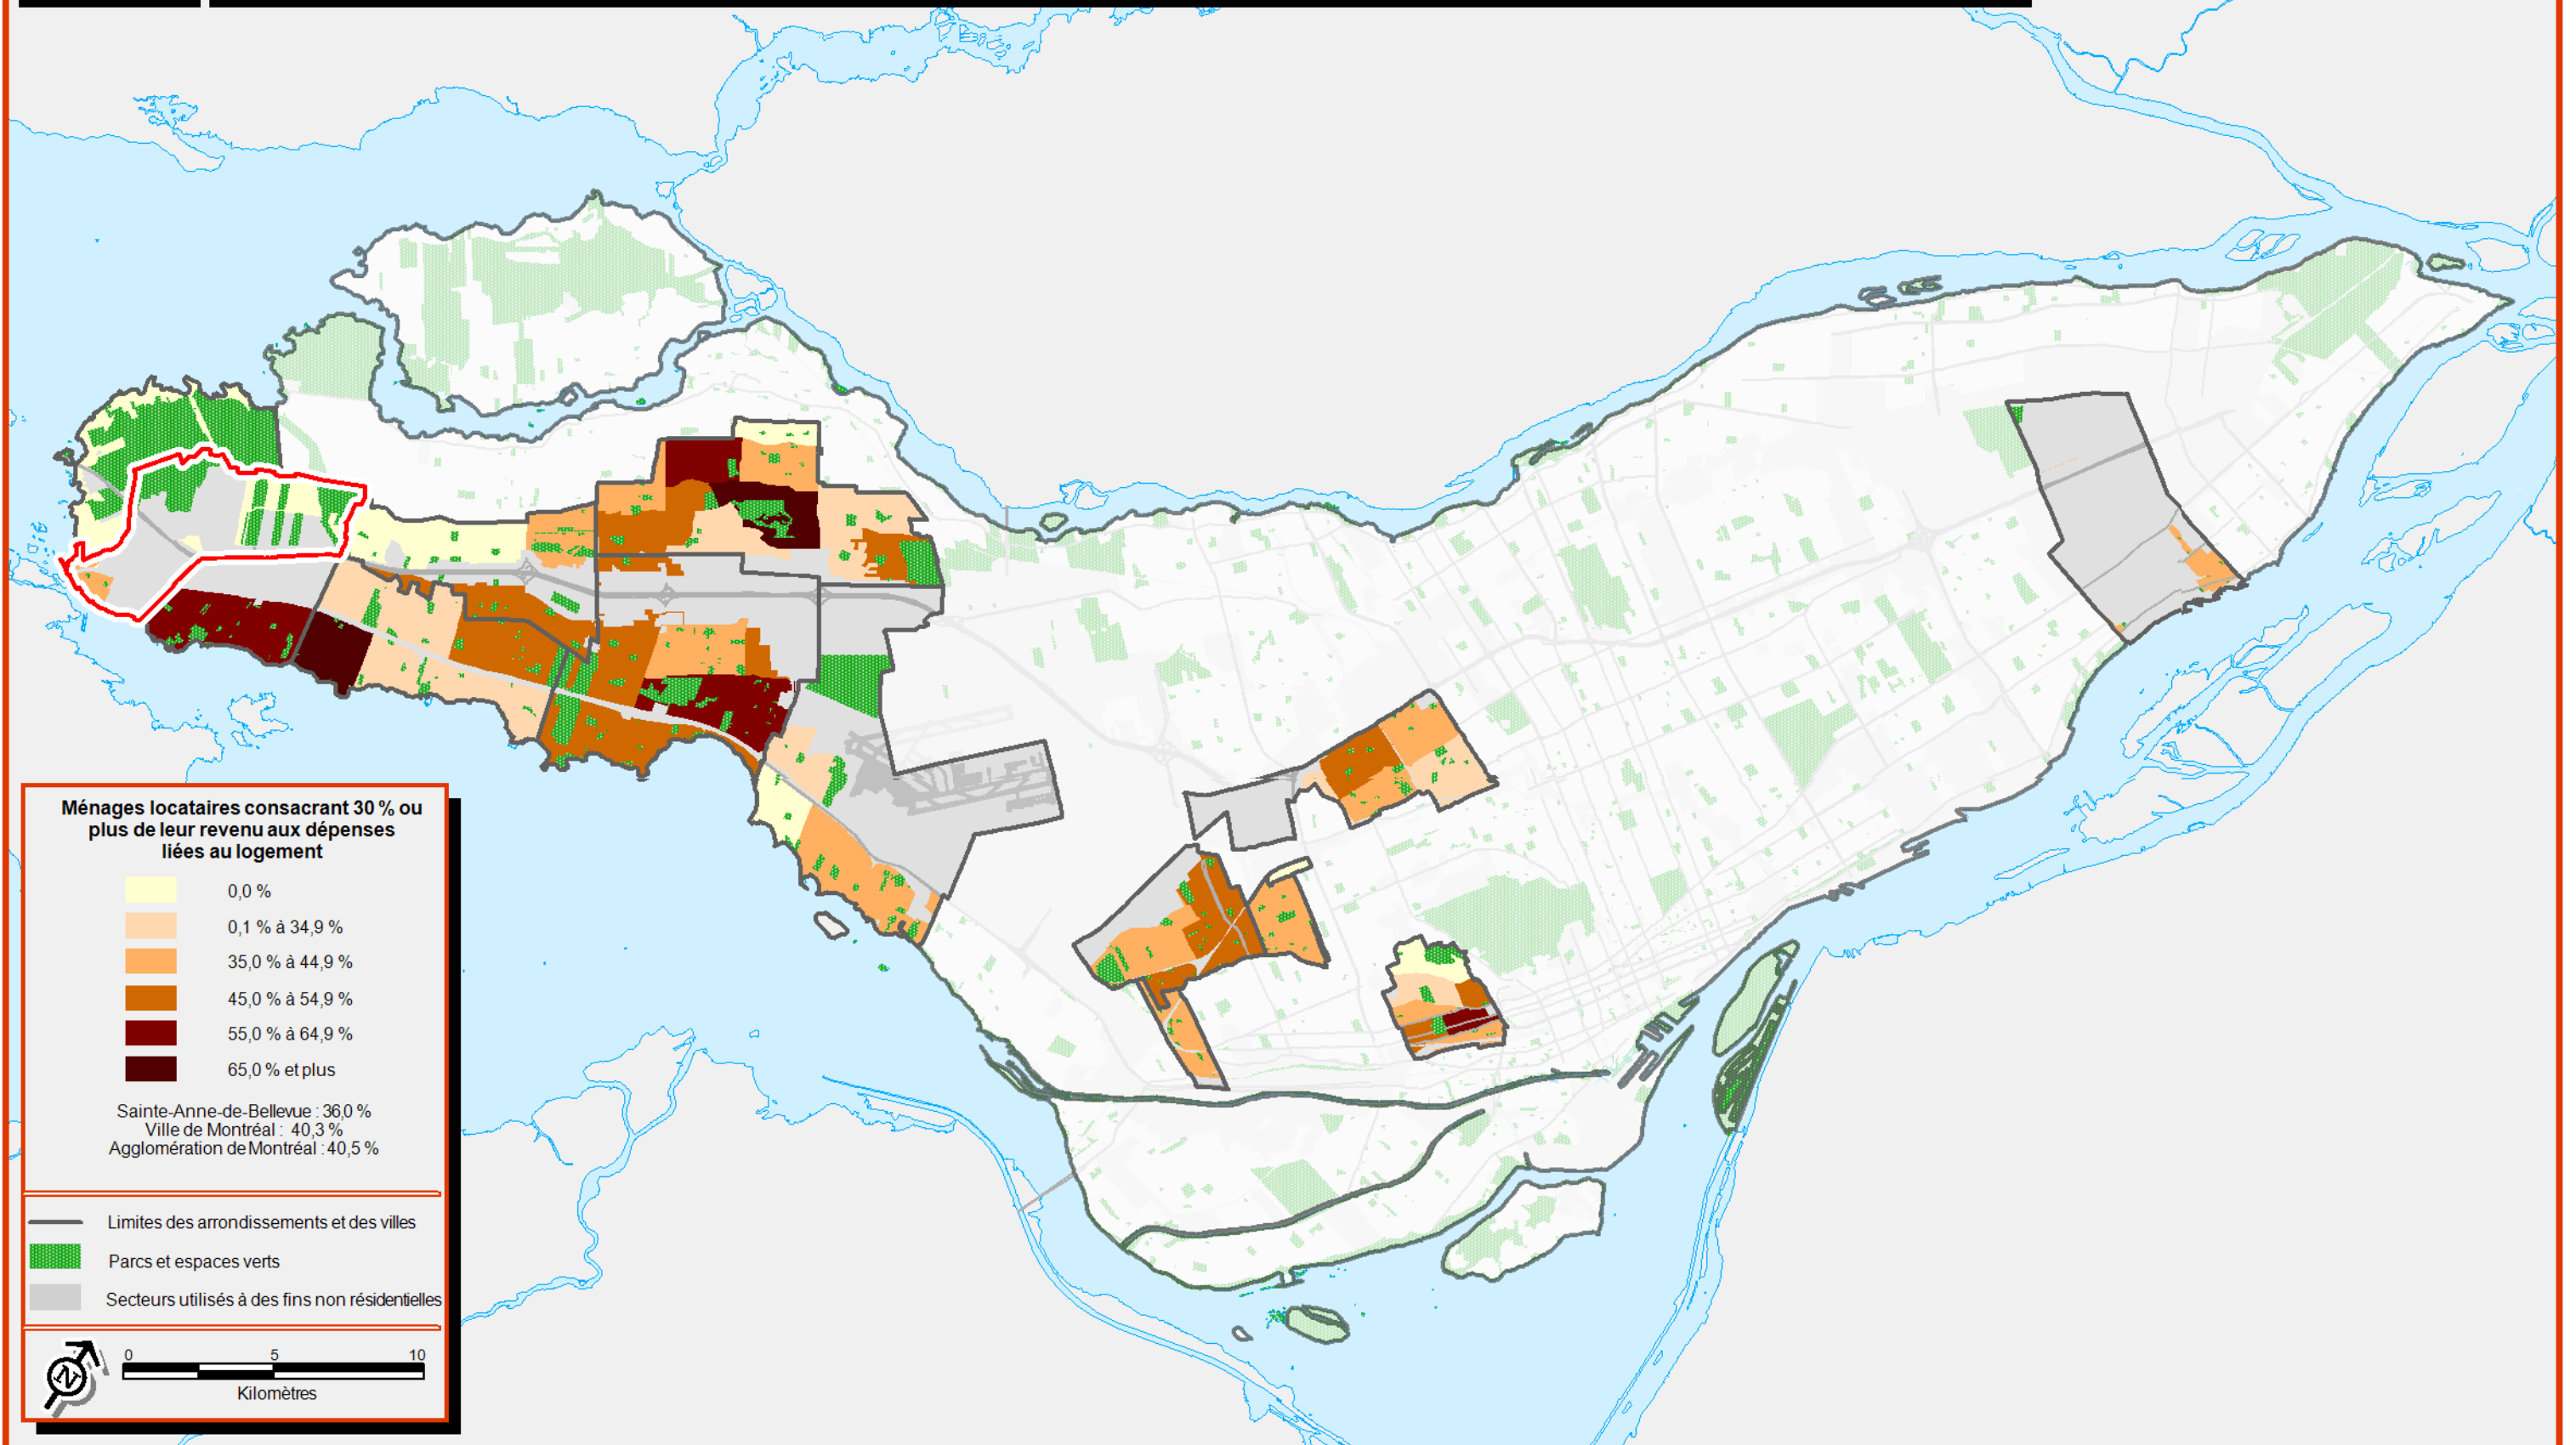 Ménages locataires consacrant 30 % ou
plus de leur revenu aux dépenses
liées au logement
0,0 %
0,1 % à 34,9 %
35,0 % à 44,9 %
45,0 % à 54,9 %
55,0 % à 64,9 %
65,0 % et plus
Sainte-Anne-de-Bellevue : 36,0 %
Ville de Montréal : 40,3 %
Agglomération de Montréal : 40,5 %
Limites des arrondissements et des villes
Parcs et espaces verts
Secteurs utilisés à des fins non résidentielles
N
0 5 10
Kilomètres